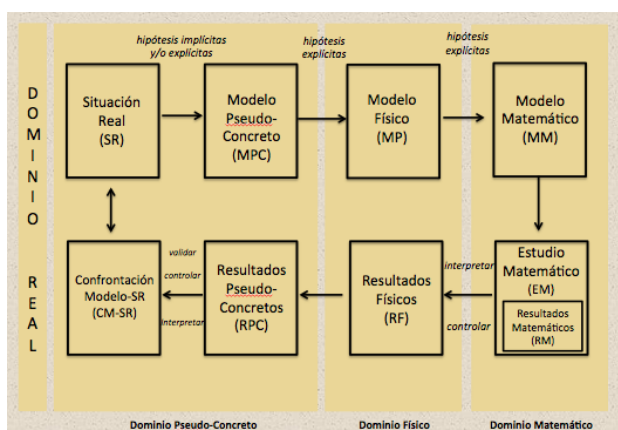 hipótesis implícitas
y/o explícitas
hipótesis
explícitas
hipótesis
explícitas
DOMINIO
REAL
Situación
Real
(SR)
Modelo
Pseudo-
Concreto
(MPC)
Modelo
Físico
(MP)
Modelo
Matemático
(MM)
Confrontación
Modelo-SR
(CM-SR)
validar
controlar
interpretar
Resultados
Pseudo-
Concretos
(RPC)
Resultados
Físicos
(RF)
interpretar
controlar
Estudio
Matemático
(EM)
Resultados
Matemáticos
(RM)
Dominio Pseudo-Concreto
Dominio Físico
Dominio Matemático